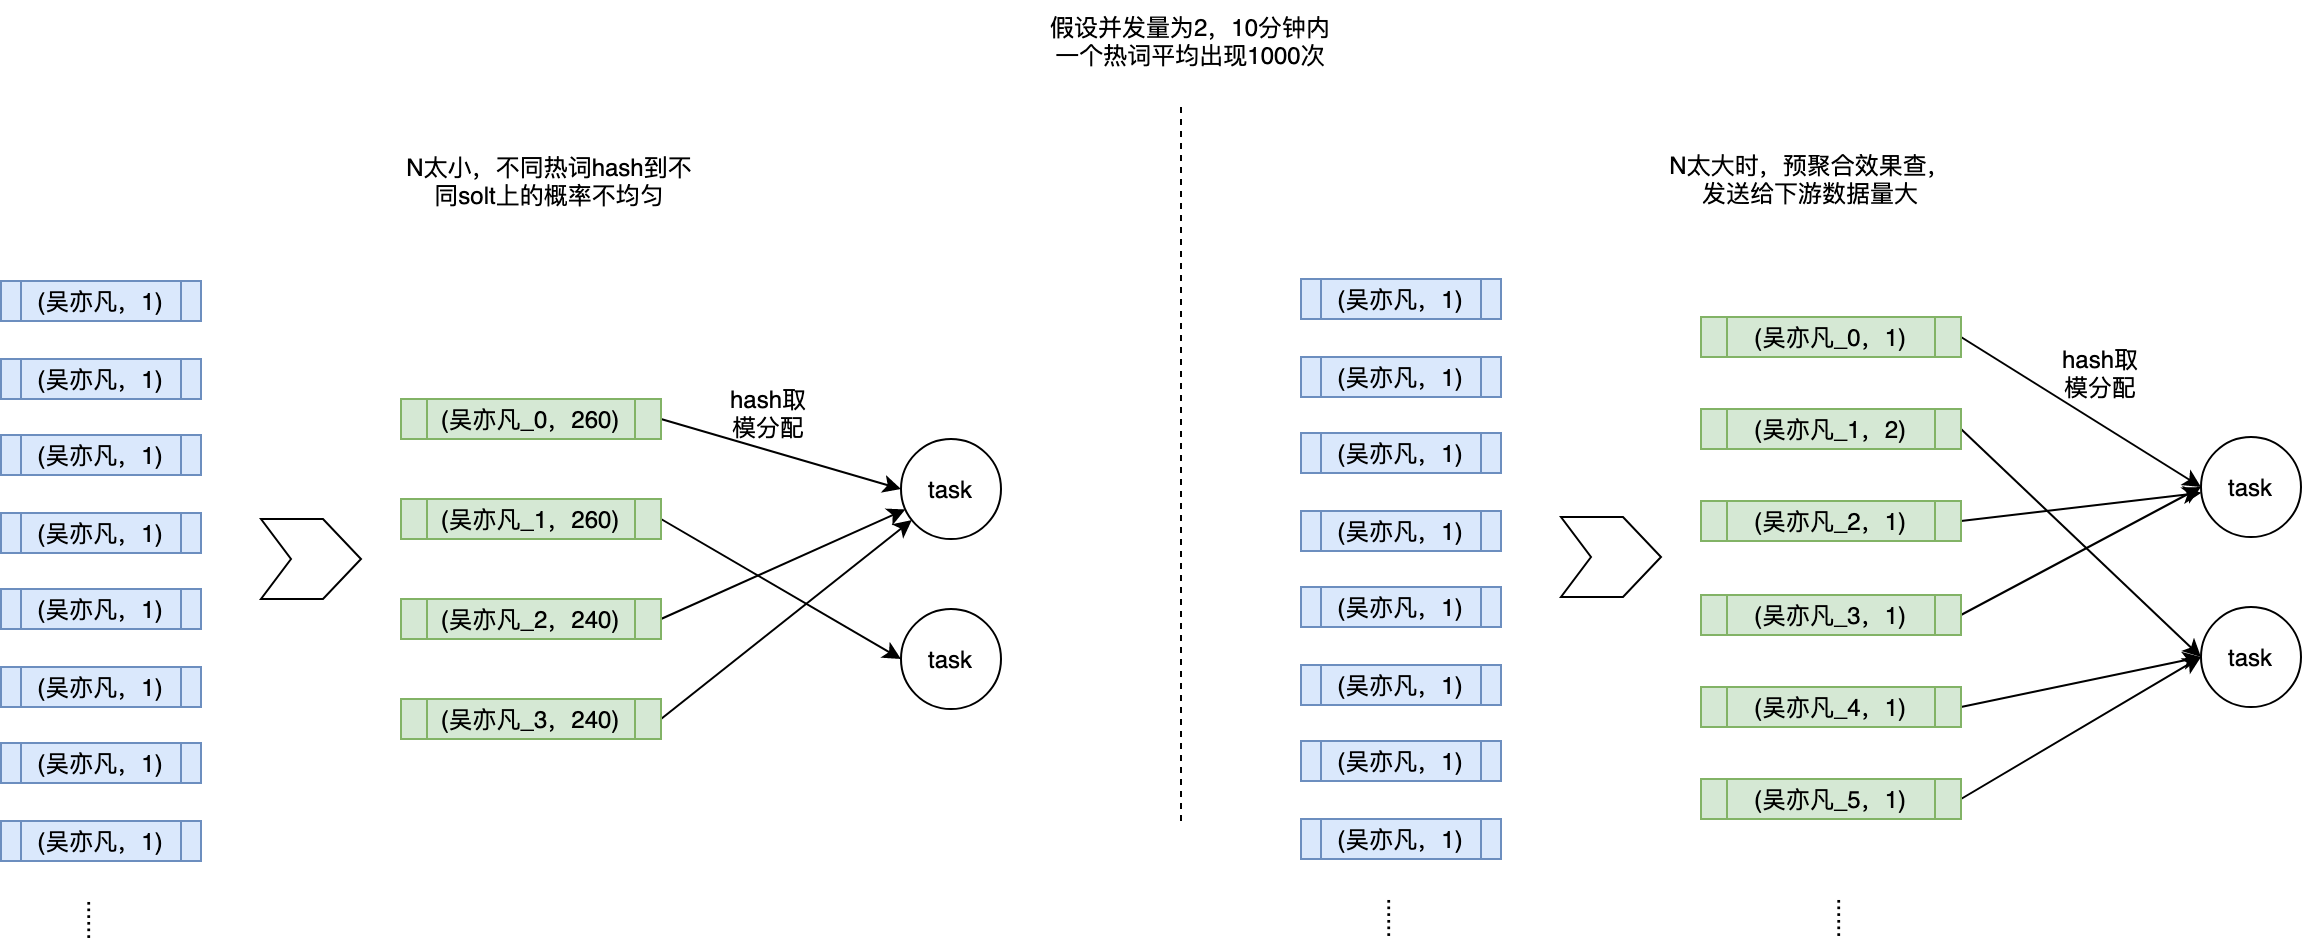 假设并发量为2，10分钟内
一个热词平均出现1000次
N太小，不同热词hash到不
同solt上的概率不均匀
(吴亦凡，1)
(吴亦凡，1)
(吴亦凡，1)
(吴亦凡，1)
(吴亦凡，1)
(吴亦凡，1)
(吴亦凡，1)
(吴亦凡，1)
(吴亦凡_0，260)
(吴亦凡_1，260)
(吴亦凡_2，240)
(吴亦凡_3，240)
hash取
模分配
task
task
N太大时，预聚合效果查，
发送给下游数据量大
(吴亦凡，1)
(吴亦凡，1)
(吴亦凡，1)
(吴亦凡，1)
(吴亦凡，1)
(吴亦凡，1)
(吴亦凡，1)
(吴亦凡，1)
(吴亦凡_0，1)
(吴亦凡_1，2)
(吴亦凡_2，1)
(吴亦凡_3，1)
(吴亦凡_4，1)
(吴亦凡_5，1)
hash取
模分配
task
task